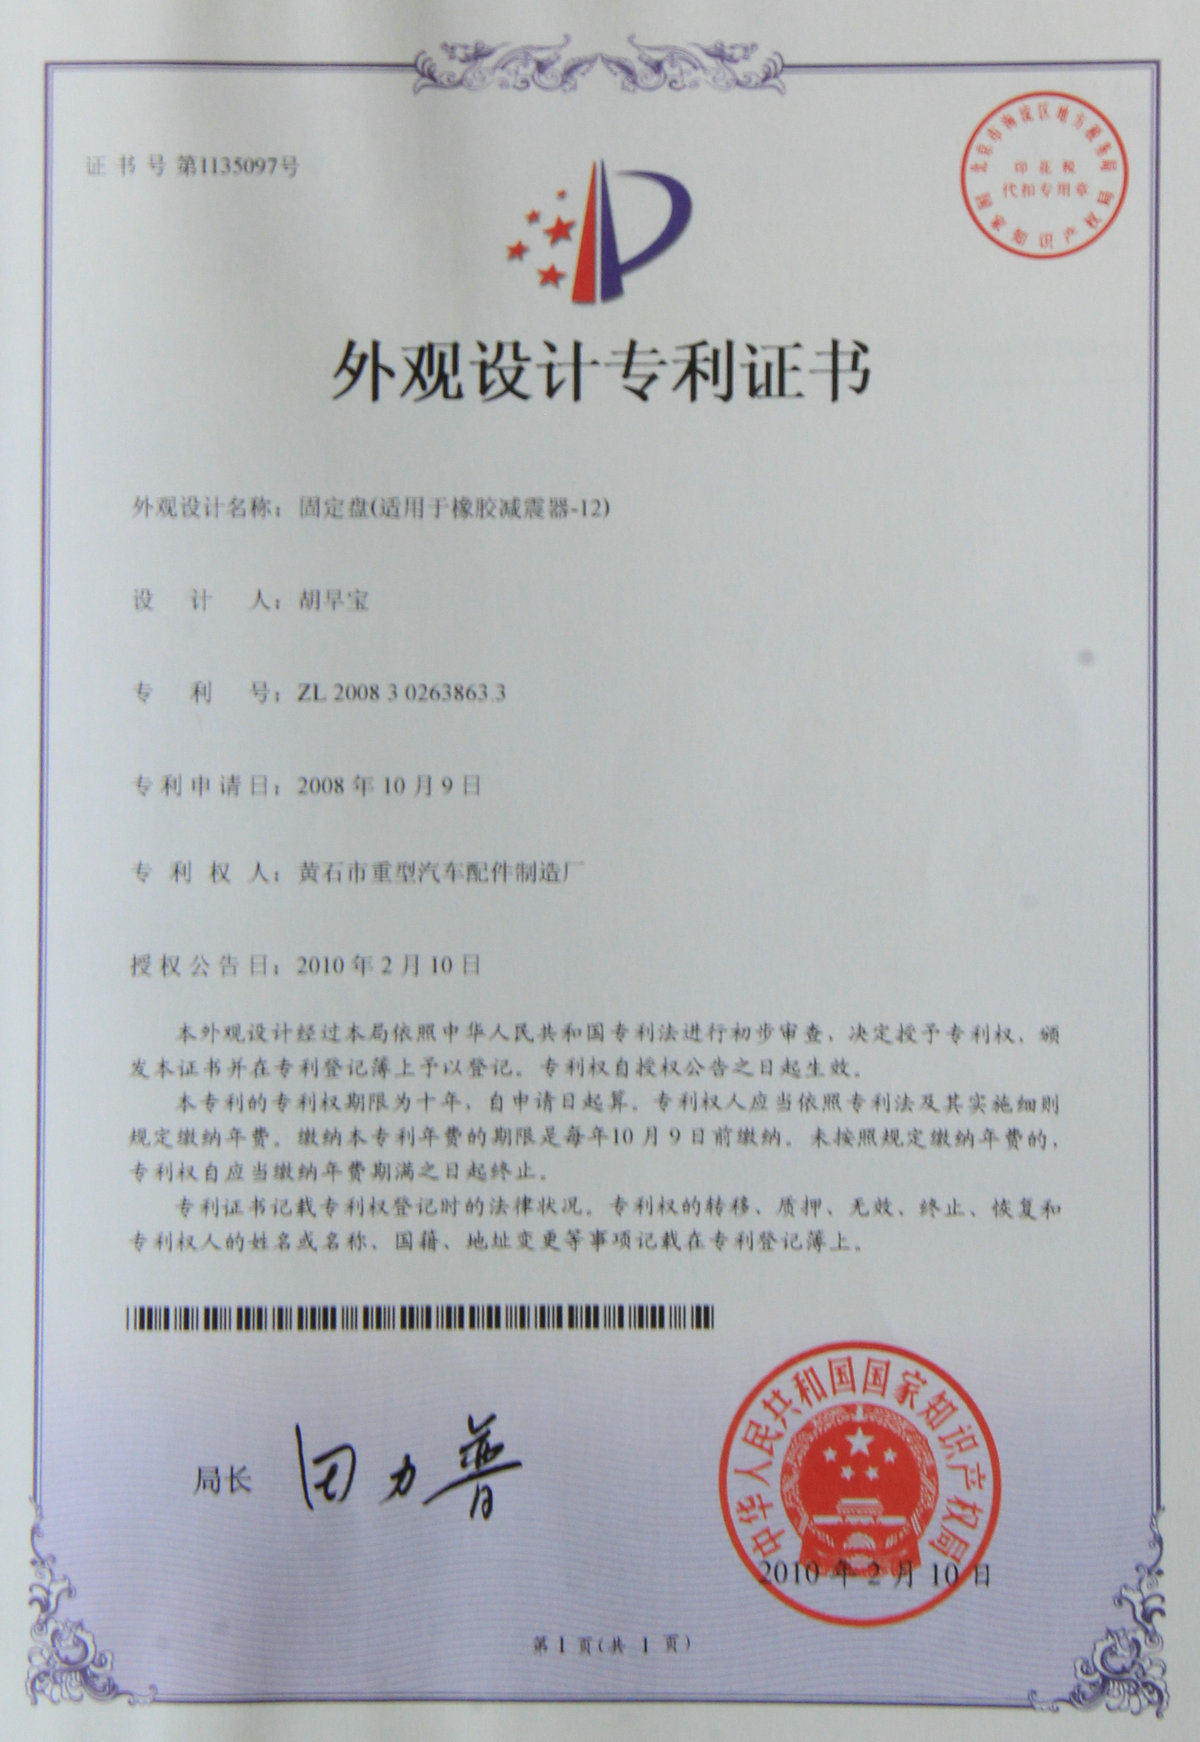 证书号第1135097号
北京市海淀区地方税务局
印花税
代扣专用章
国家知识产权局
外观设计专利证书
外观设计名称：固定盘(适用于橡胶减震器-12)
设计人：胡早宝
专利号：ZL 2008 3 0263863.3
专利申请日：2008年10月9日
专利权人：黄石市重型汽车配件制造厂
授权公告日：2010年2月10日
本外观设计经过本局依照中华人民共和国专利法进行初步审查，决定授予专利权，颁
发本证书并在专利登记簿上予以登记。专利权自授权公告之日起生效。
本专利的专利权期限为十年，自申请日起算。专利权人应当依照专利法及其实施细则
规定缴纳年费。缴纳本专利年费的期限是每年10月9日前缴纳。未按照规定缴纳年费的，
专利权自应当缴纳年费期满之日起终止。
专利证书记载专利权登记时的法律状况。专利权的转移、质押、无效、终止、恢复和
专利权人的姓名或名称、国籍、地址变更等事项记载在专利登记簿上。
局长 田力普
中华人民共和国国家知识产权局
2010年2月10日
第1页(共1页)